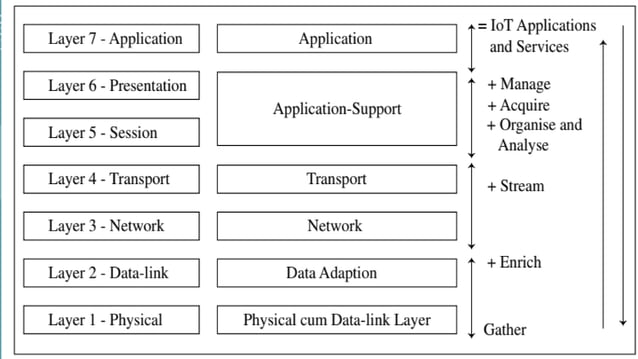 Layer 7 - Application
Application
= IoT Applications
and Services
Layer 6 - Presentation
Application-Support
+ Manage
+ Acquire
+ Organise and
Analyse
Layer 5 - Session
Layer 4 - Transport
Transport
+ Stream
Layer 3 - Network
Network
Layer 2 - Data-link
Data Adaption
+ Enrich
Layer 1 - Physical
Physical cum Data-link Layer
Gather